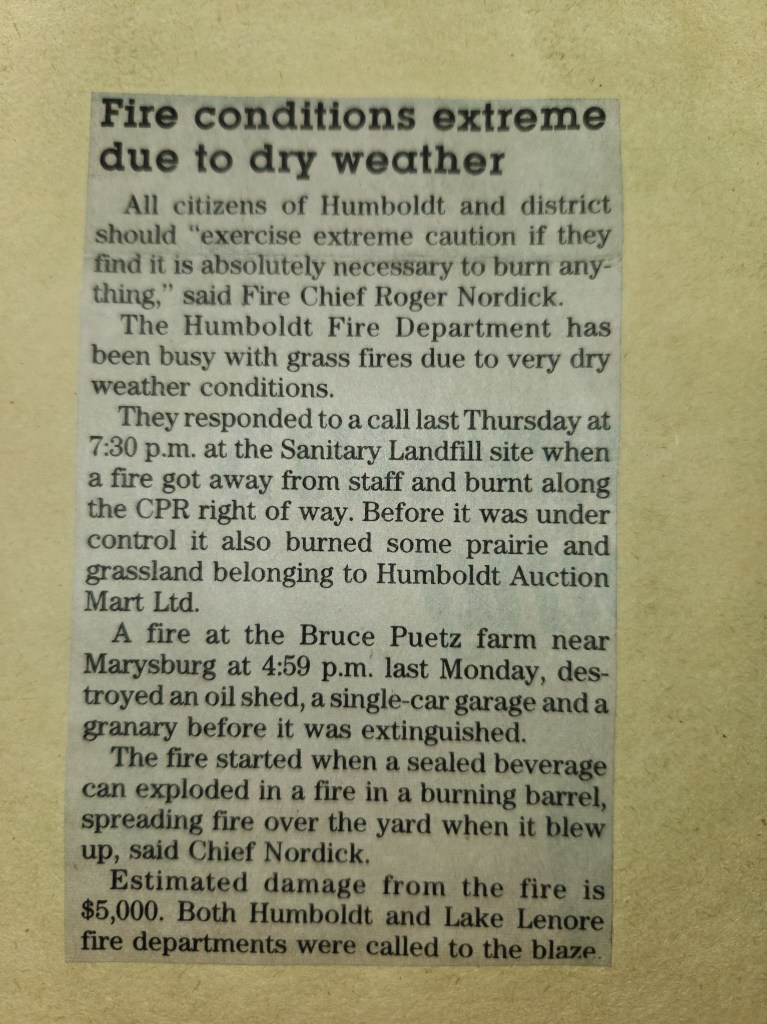 Fire conditions extreme
due to dry weather
All citizens of Humboldt and district
should "exercise extreme caution if they
find it is absolutely necessary to burn any-
thing," said Fire Chief Roger Nordick.
The Humboldt Fire Department has
been busy with grass fires due to very dry
weather conditions.
They responded to a call last Thursday at
7:30 p.m. at the Sanitary Landfill site when
a fire got away from staff and burnt along
the CPR right of way. Before it was under
control it also burned some prairie and
grassland belonging to Humboldt Auction
Mart Ltd.
A fire at the Bruce Puetz farm near
Marysburg at 4:59 p.m. last Monday, des-
troyed an oil shed, a single-car garage and a
granary before it was extinguished.
The fire started when a sealed beverage
can exploded in a fire in a burning barrel,
spreading fire over the yard when it blew
up, said Chief Nordick.
Estimated damage from the fire is
$5,000. Both Humboldt and Lake Lenore
fire departments were called to the blaze.